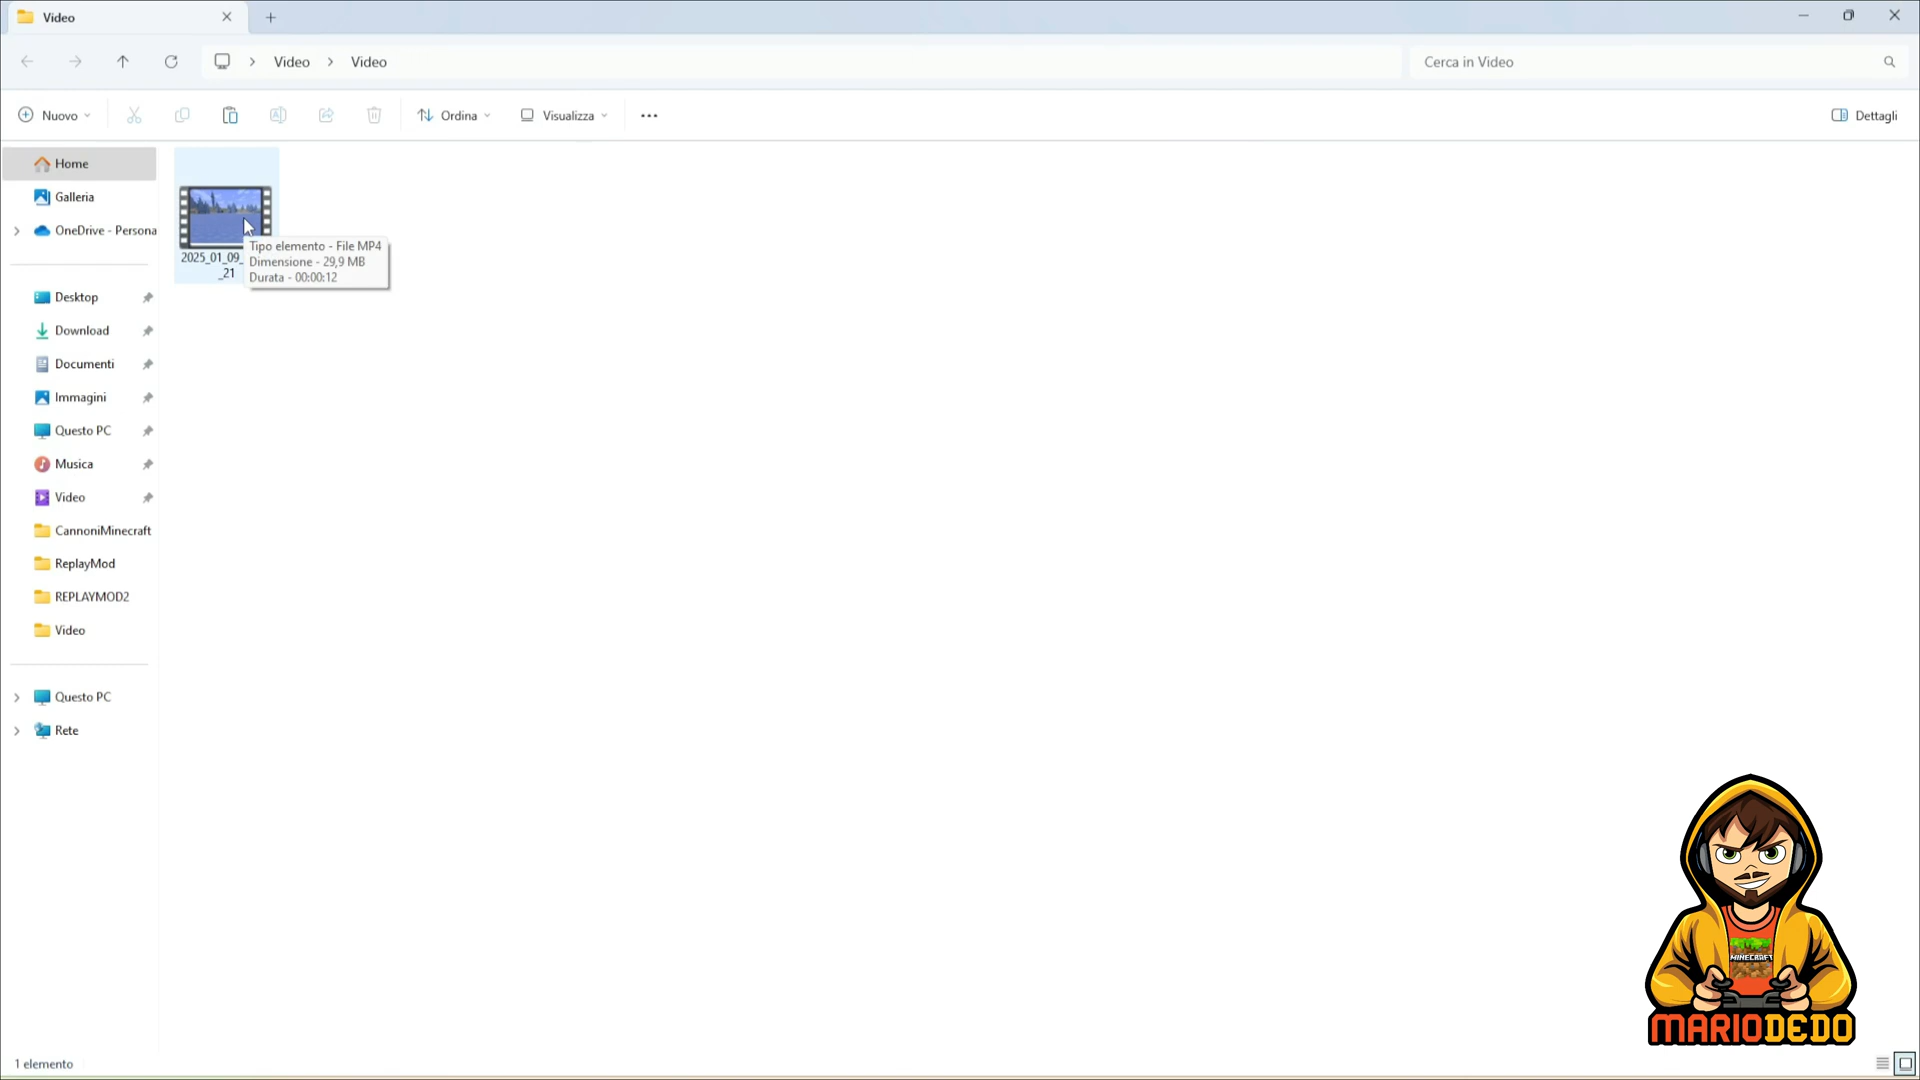 Video
Video
Video
Cerca in Video
Nuovo
Ordina
Visualizza
Dettagli
Home
Galleria
OneDrive - Persona
Desktop
Download
Documenti
Immagini
Questo PC
Musica
Video
CannoniMinecraft
ReplayMod
REPLAYMOD2
Video
Questo PC
Rete
2025_01_09_
_21
Tipo elemento - File MP4
Dimensione - 29,9 MB
Durata - 00:00:12
MINECRAFT
MARIODEDO
1 elemento